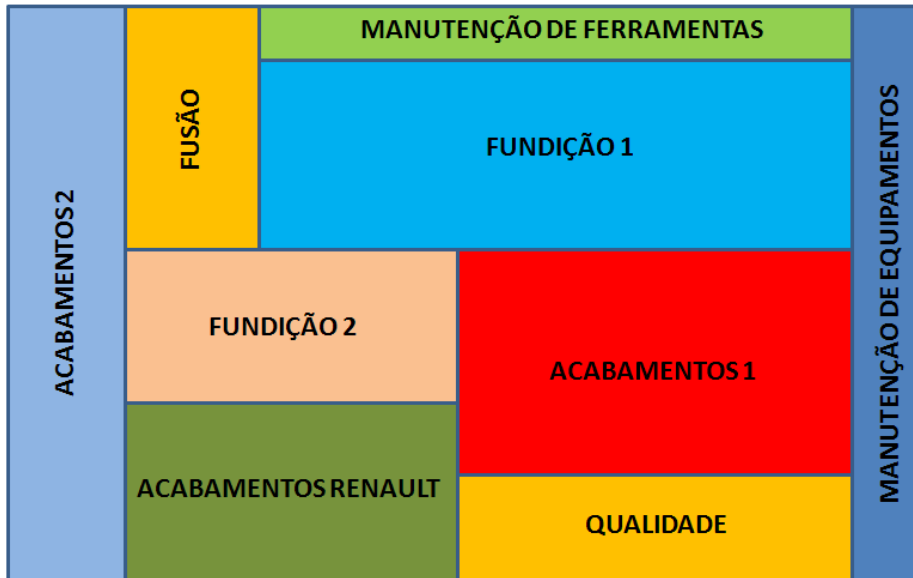 MANUTENÇÃO DE FERRAMENTAS
FUSÃO
FUNDIÇÃO 1
ACABAMENTOS 2
MANUTENÇÃO DE EQUIPAMENTOS
FUNDIÇÃO 2
ACABAMENTOS 1
ACABAMENTOS RENAULT
QUALIDADE